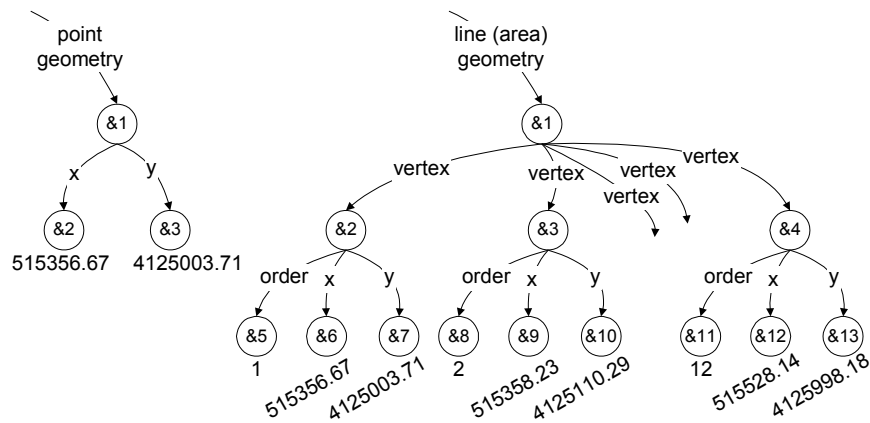 point
geometry
&1
x
y
&2
&3
515356.67
4125003.71
line (area)
geometry
&1
vertex
vertex
vertex
vertex
vertex
&2
&3
&4
order
x
y
order
x
y
order
x
y
&5
&6
&7
&8
&9
&10
&11
&12
&13
1
515356.67
4125003.71
2
515358.23
4125110.29
12
515528.14
4125998.18